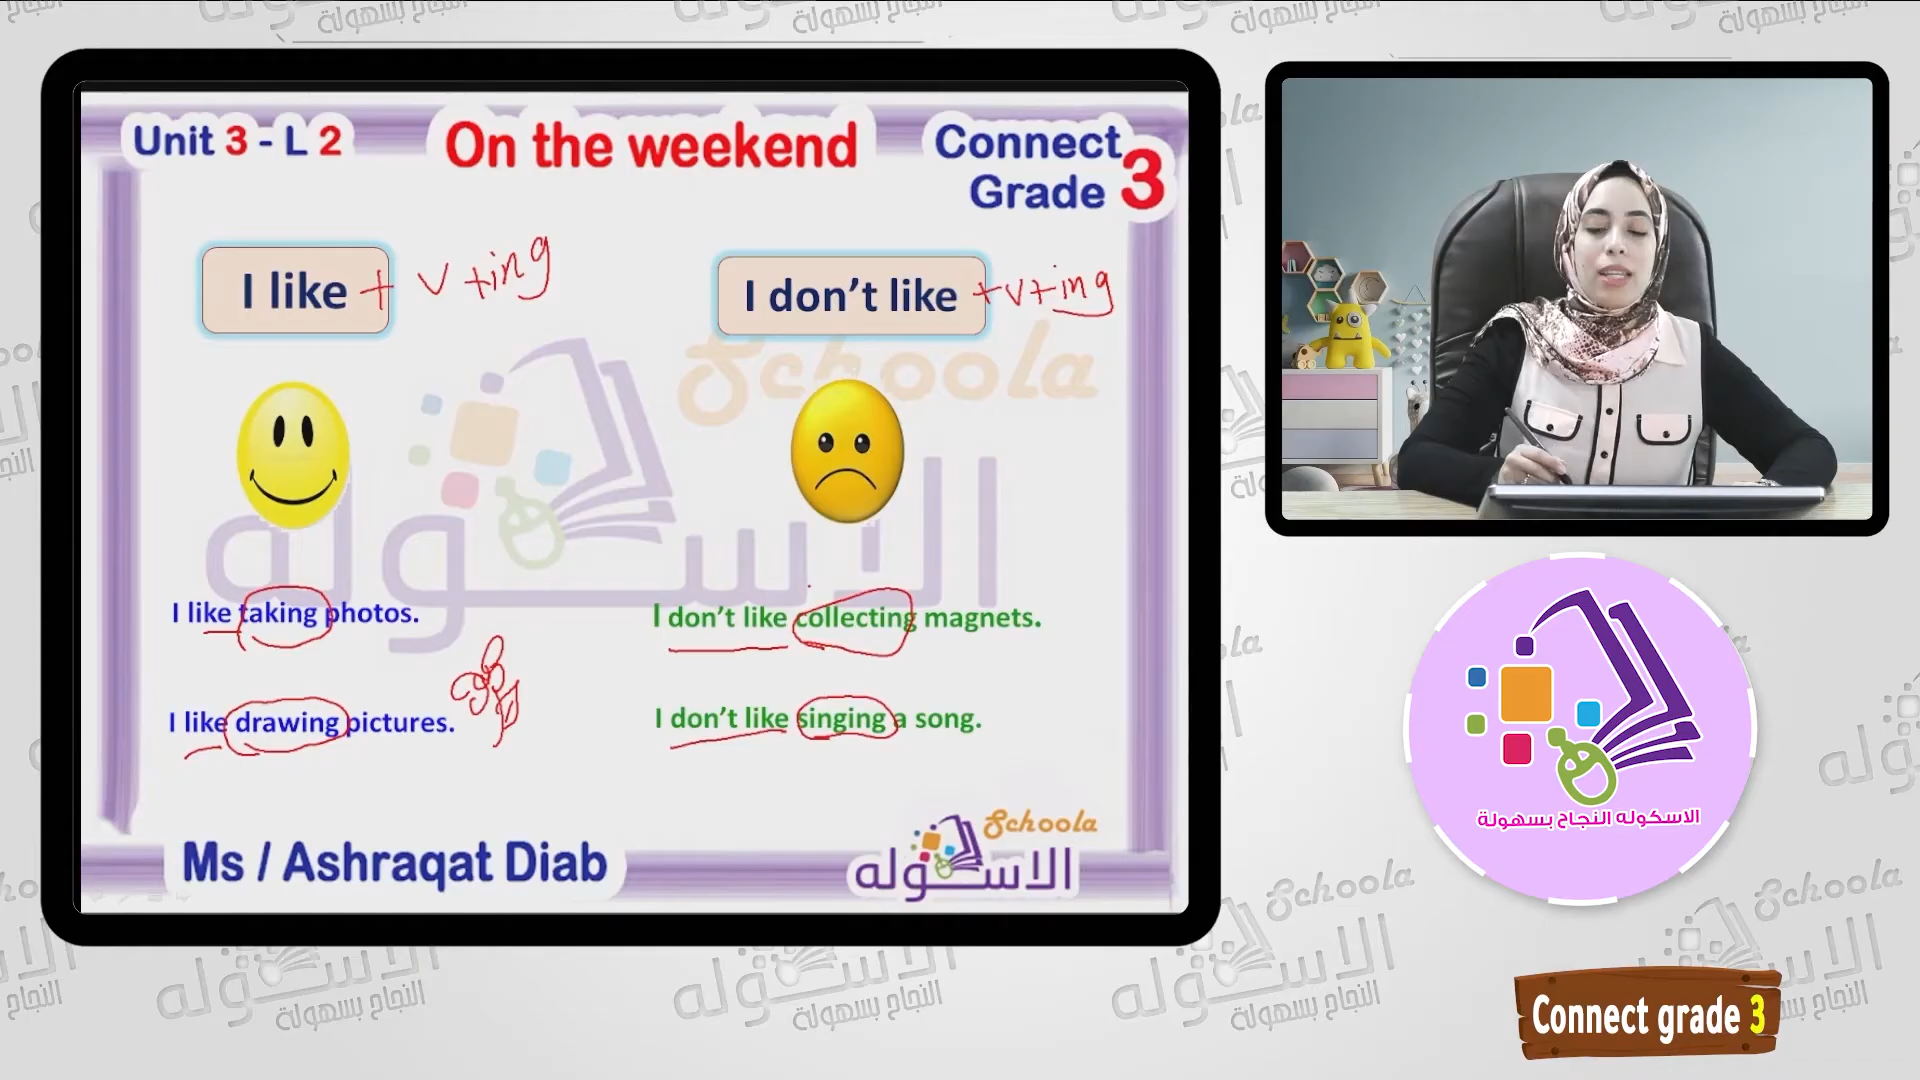 Unit 3 - L 2
On the weekend
Connect
Grade 3
I like + v +ing
I don't like +v+ing
Schoola
الاسكوله
I like taking photos.
I don't like collecting magnets.
I like drawing pictures.
I don't like singing a song.
Ms / Ashraqat Diab
Schoola
الاسكوله
الاسكوله النجاح بسهولة
Connect grade 3